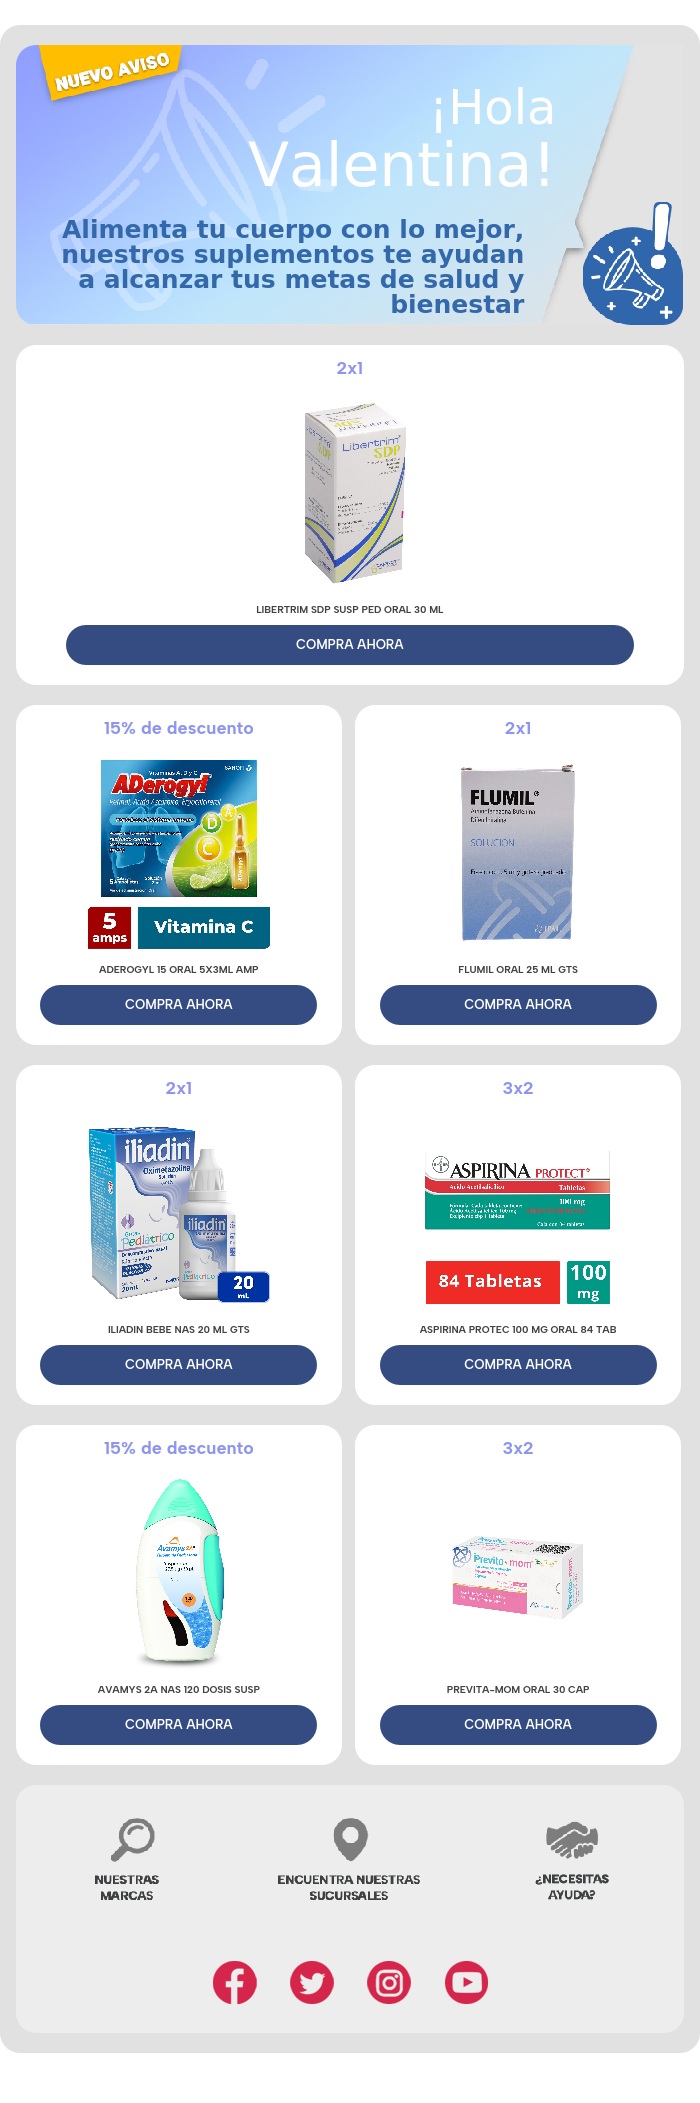 NUEVO AVISO
¡Hola
Valentina!
Alimenta tu cuerpo con lo mejor,
nuestros suplementos te ayudan
a alcanzar tus metas de salud y
bienestar
2x1
Libertrim
SDP
LIBERTRIM SDP SUSP PED ORAL 30 ML
COMPRA AHORA
15% de descuento
SANOFI
Vitaminas A, D y C
ADerogyl
D
A
C
5
amps
Vitamina C
ADEROGYL 15 ORAL 5X3ML AMP
COMPRA AHORA
2x1
FLUMIL®
SOLUCIÓN
FLUMIL ORAL 25 ML GTS
COMPRA AHORA
2x1
iliadin
Oximetazolina
Pediátrico
20 mL
iliadin
20
mL
ILIADIN BEBE NAS 20 ML GTS
COMPRA AHORA
3x2
ASPIRINA PROTECT®
Ácido Acetilsalicílico
Tabletas
100 mg
84 Tabletas
100
mg
ASPIRINA PROTEC 100 MG ORAL 84 TAB
COMPRA AHORA
15% de descuento
Avamys
AVAMYS 2A NAS 120 DOSIS SUSP
COMPRA AHORA
3x2
Previta-mom
PREVITA-MOM ORAL 30 CAP
COMPRA AHORA
NUESTRAS
MARCAS
ENCUENTRA NUESTRAS
SUCURSALES
¿NECESITAS
AYUDA?